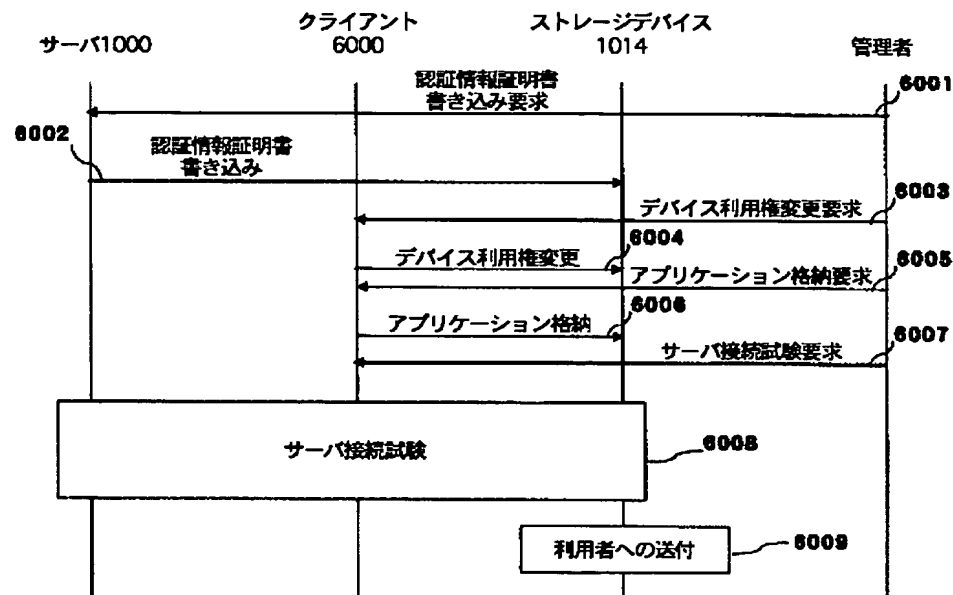 サーバ1000
クライアント
6000
ストレージデバイス
1014
管理者
認証情報証明書
書き込み要求
6001
6002
認証情報証明書
書き込み
デバイス利用権変更要求
6003
デバイス利用権変更
6004
アプリケーション格納要求
6005
アプリケーション格納
6006
サーバ接続試験要求
6007
サーバ接続試験
6008
利用者への送付
6009